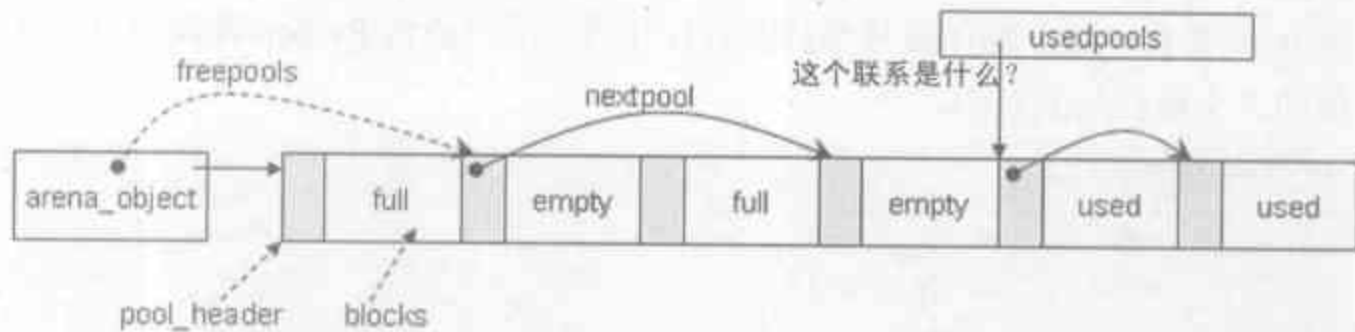 usedpools
freepools
这个联系是什么?
nextpool
arena_object
full
empty
full
empty
used
used
pool_header
blocks